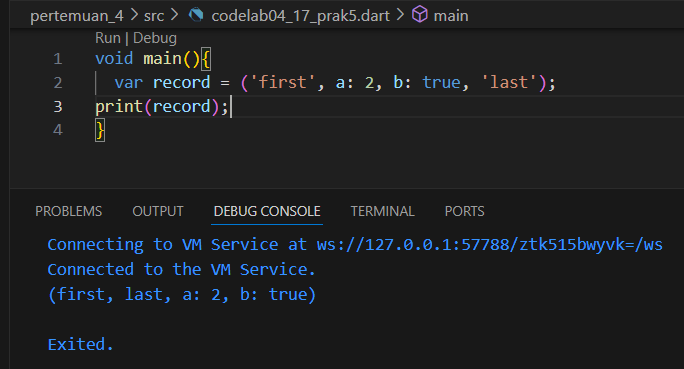 pertemuan_4 > src > codelab04_17_prak5.dart > main
Run | Debug
1 void main(){
2 var record = ('first', a: 2, b: true, 'last');
3 print(record);
4 }
PROBLEMS OUTPUT DEBUG CONSOLE TERMINAL PORTS
Connecting to VM Service at ws://127.0.0.1:57788/ztk515bwyvk=/ws
Connected to the VM Service.
(first, last, a: 2, b: true)
Exited.